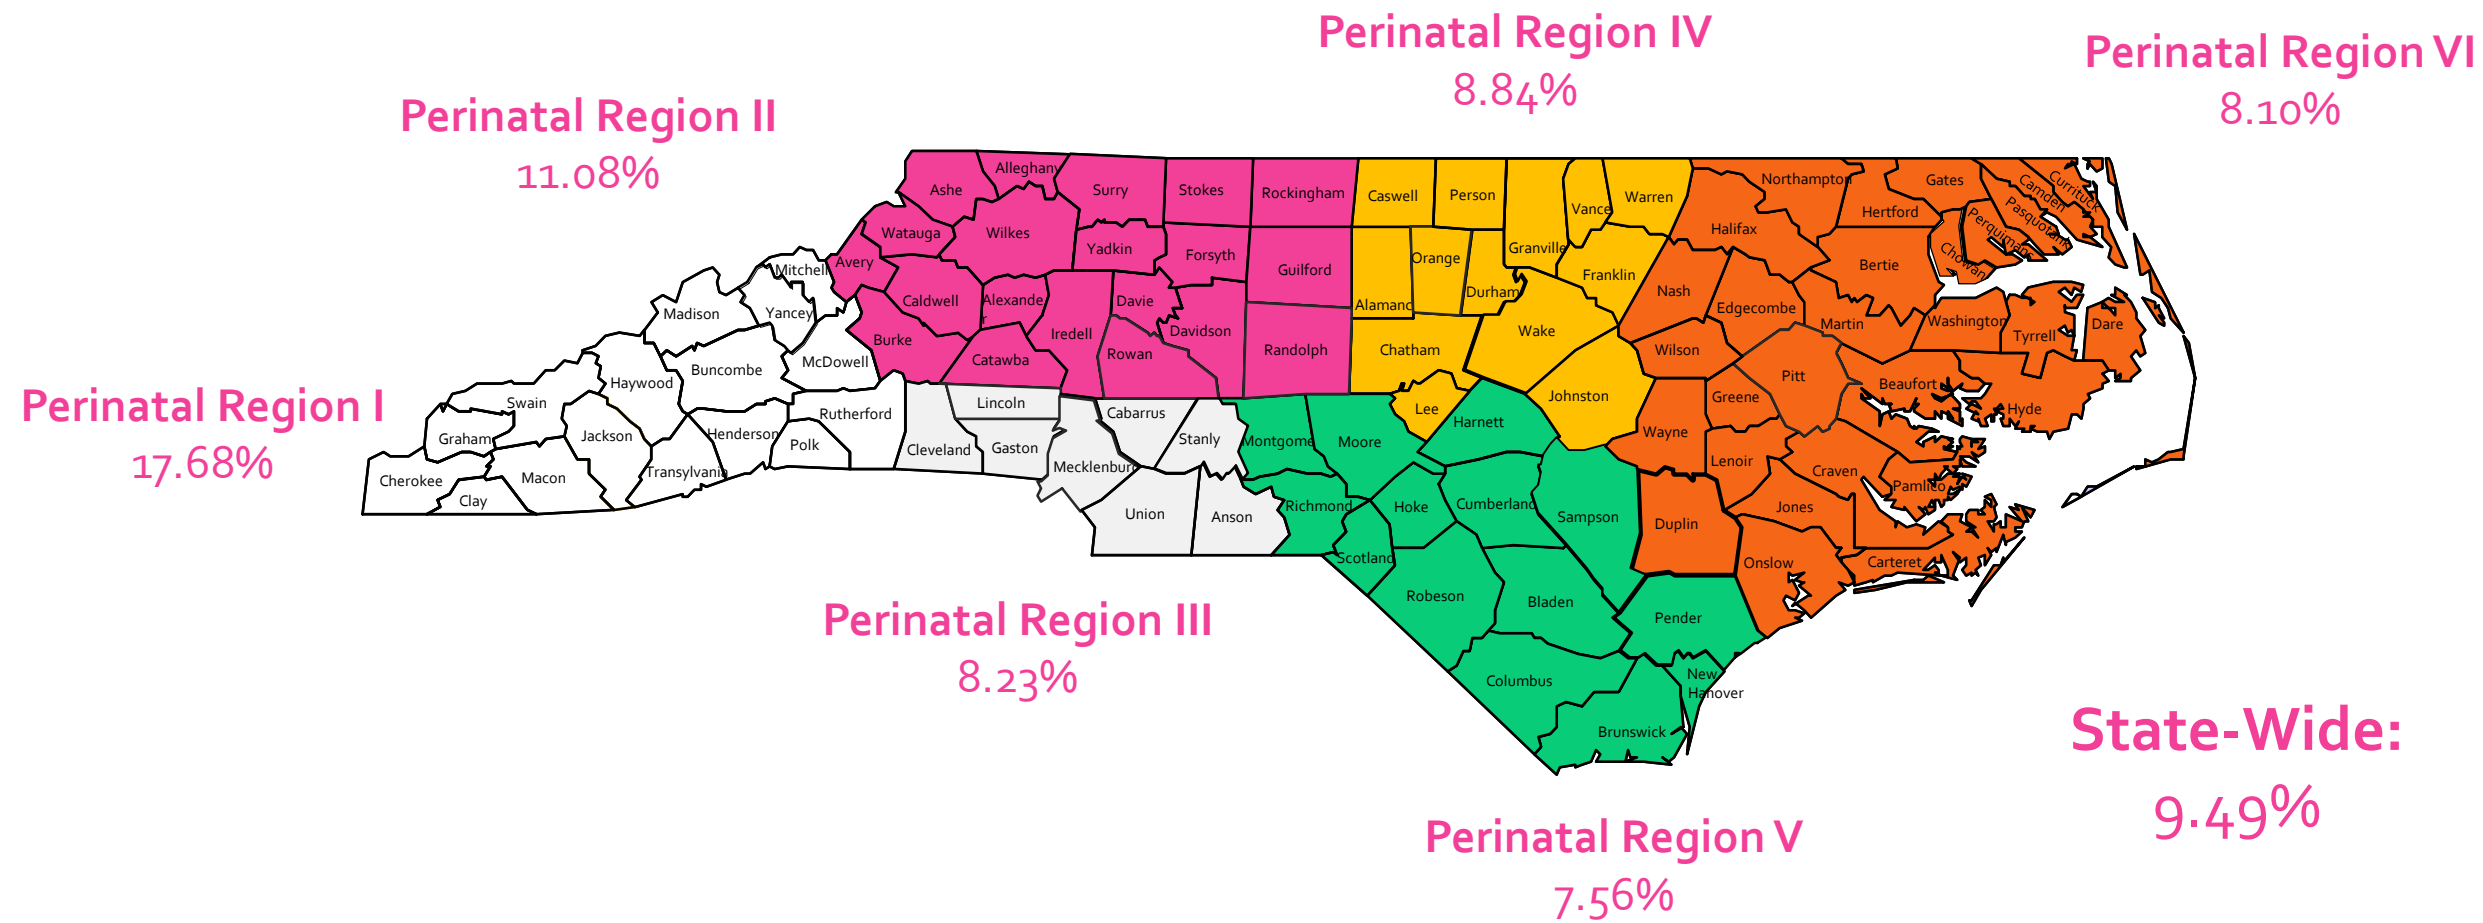 Perinatal Region IV
8.84%
Perinatal Region VI
8.10%
Perinatal Region II
11.08%
Perinatal Region I
17.68%
Perinatal Region III
8.23%
Perinatal Region V
7.56%
State-Wide:
9.49%
Cherokee
Graham
Swain
Clay
Macon
Jackson
Haywood
Transylvania
Madison
Buncombe
Henderson
Mitchell
Yancey
McDowell
Polk
Rutherford
Ashe
Alleghany
Surry
Stokes
Rockingham
Watauga
Wilkes
Yadkin
Forsyth
Guilford
Avery
Caldwell
Alexande
r
Davie
Iredell
Davidson
Burke
Catawba
Rowan
Randolph
Cleveland
Lincoln
Gaston
Mecklenburg
Cabarrus
Stanly
Union
Anson
Caswell
Person
Granville
Vance
Warren
Alamanc
Orange
Durham
Franklin
Wake
Chatham
Lee
Johnston
Montgome
Moore
Harnett
Richmond
Hoke
Cumberland
Sampson
Scotland
Robeson
Bladen
Pender
Columbus
New
Hanover
Brunswick
Northampton
Gates
Camden
Currituck
Hertford
Halifax
Pasquotank
Perquimans
Chowan
Bertie
Nash
Edgecombe
Martin
Washington
Tyrrell
Dare
Wilson
Pitt
Beaufort
Hyde
Greene
Wayne
Lenoir
Craven
Pamlico
Jones
Duplin
Onslow
Carteret